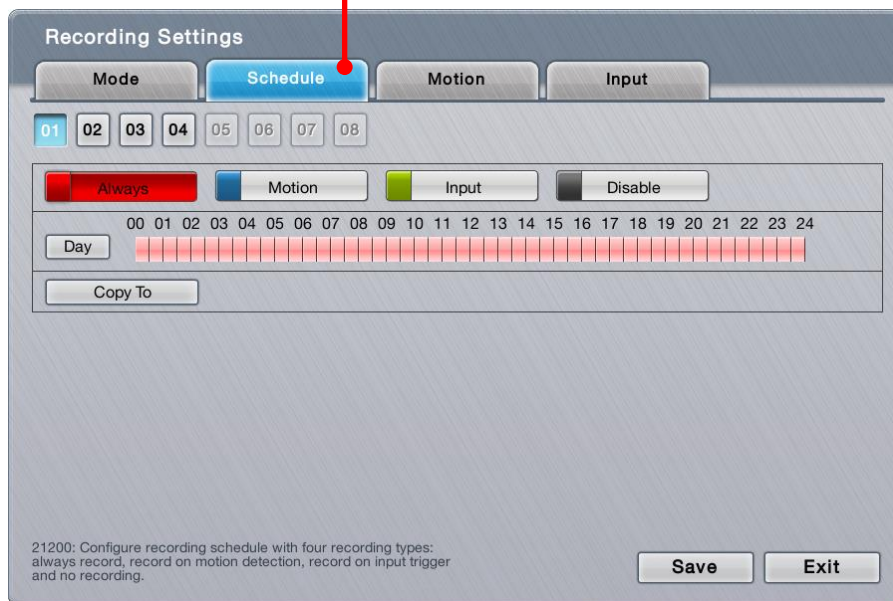 Recording Settings
Mode Schedule Motion Input
01 02 03 04 05 06 07 08
Always Motion Input Disable
00 01 02 03 04 05 06 07 08 09 10 11 12 13 14 15 16 17 18 19 20 21 22 23 24
Day
Copy To
21200: Configure recording schedule with four recording types:
always record, record on motion detection, record on input trigger
and no recording.
Save Exit